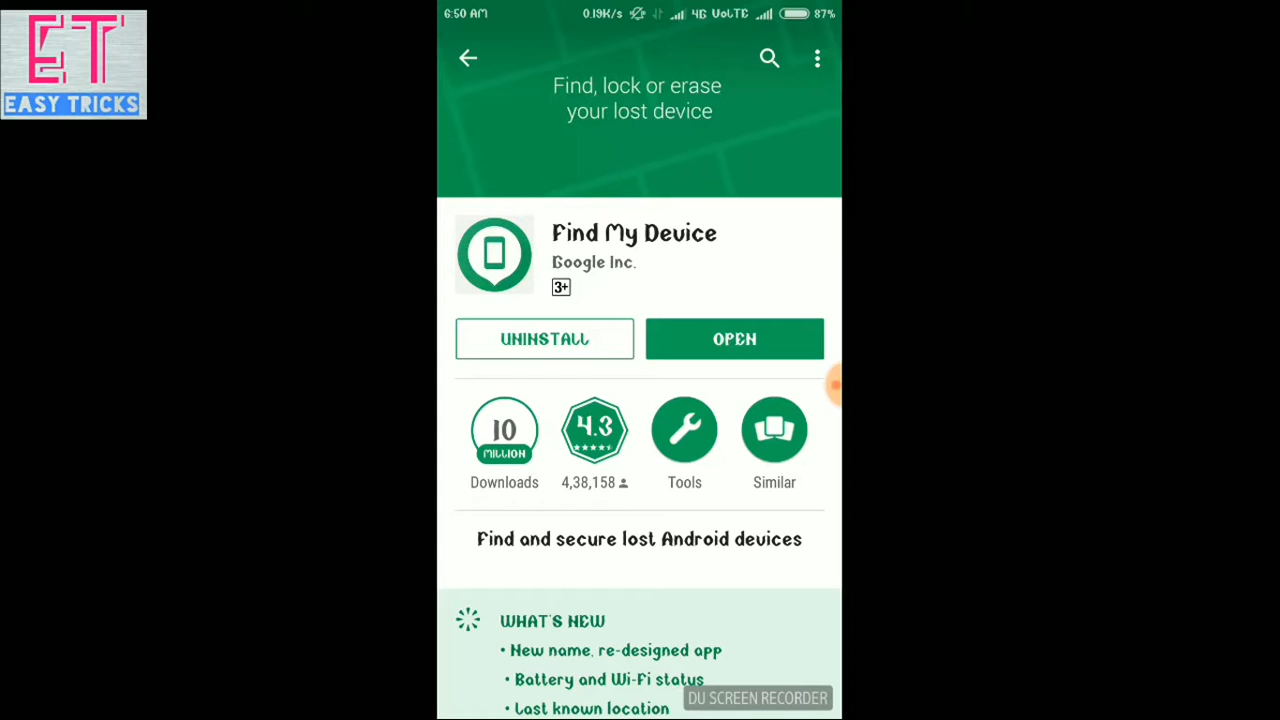 6:50 AM 0.19K/s 4G VoLTE 87%
ET
EASY TRICKS
Find, lock or erase
your lost device
Find My Device
Google Inc.
3+
UNINSTALL OPEN
10 MILLION
4.3
Downloads 4,38,158 Tools Similar
Find and secure lost Android devices
WHAT'S NEW
• New name, re-designed app
• Battery and Wi-Fi status
• Last known location
DU SCREEN RECORDER